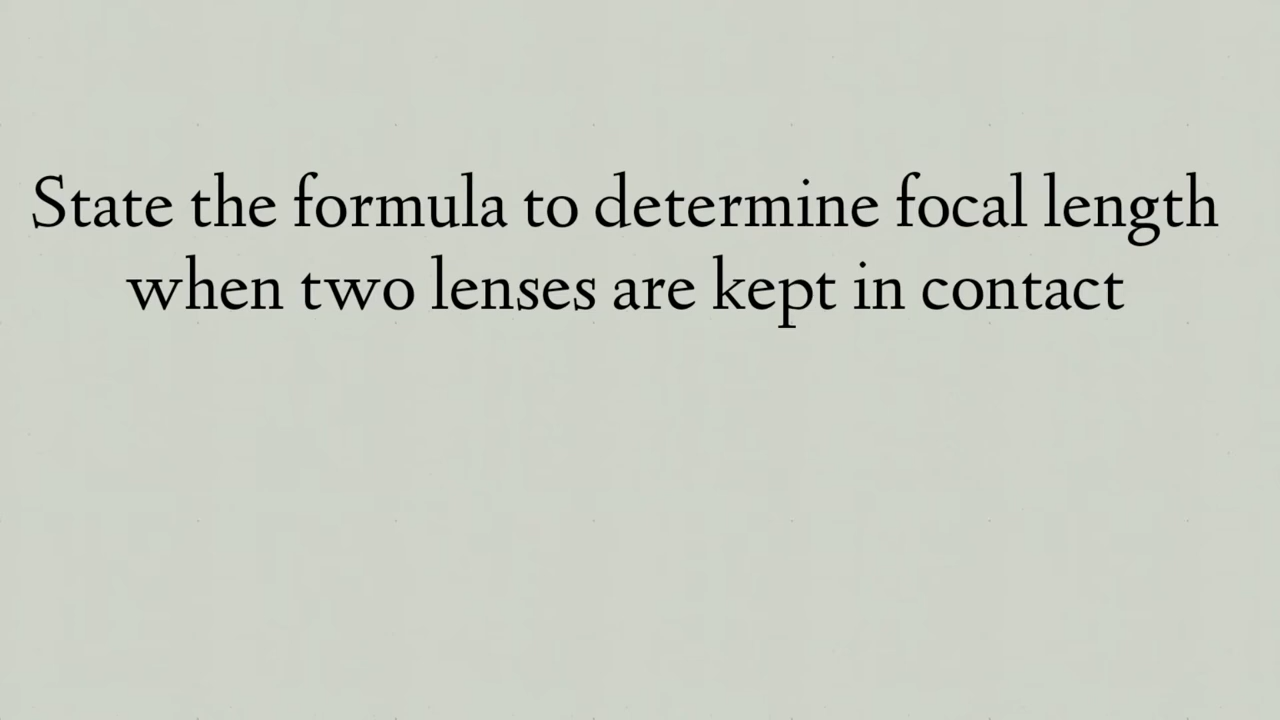 State the formula to determine focal length
when two lenses are kept in contact